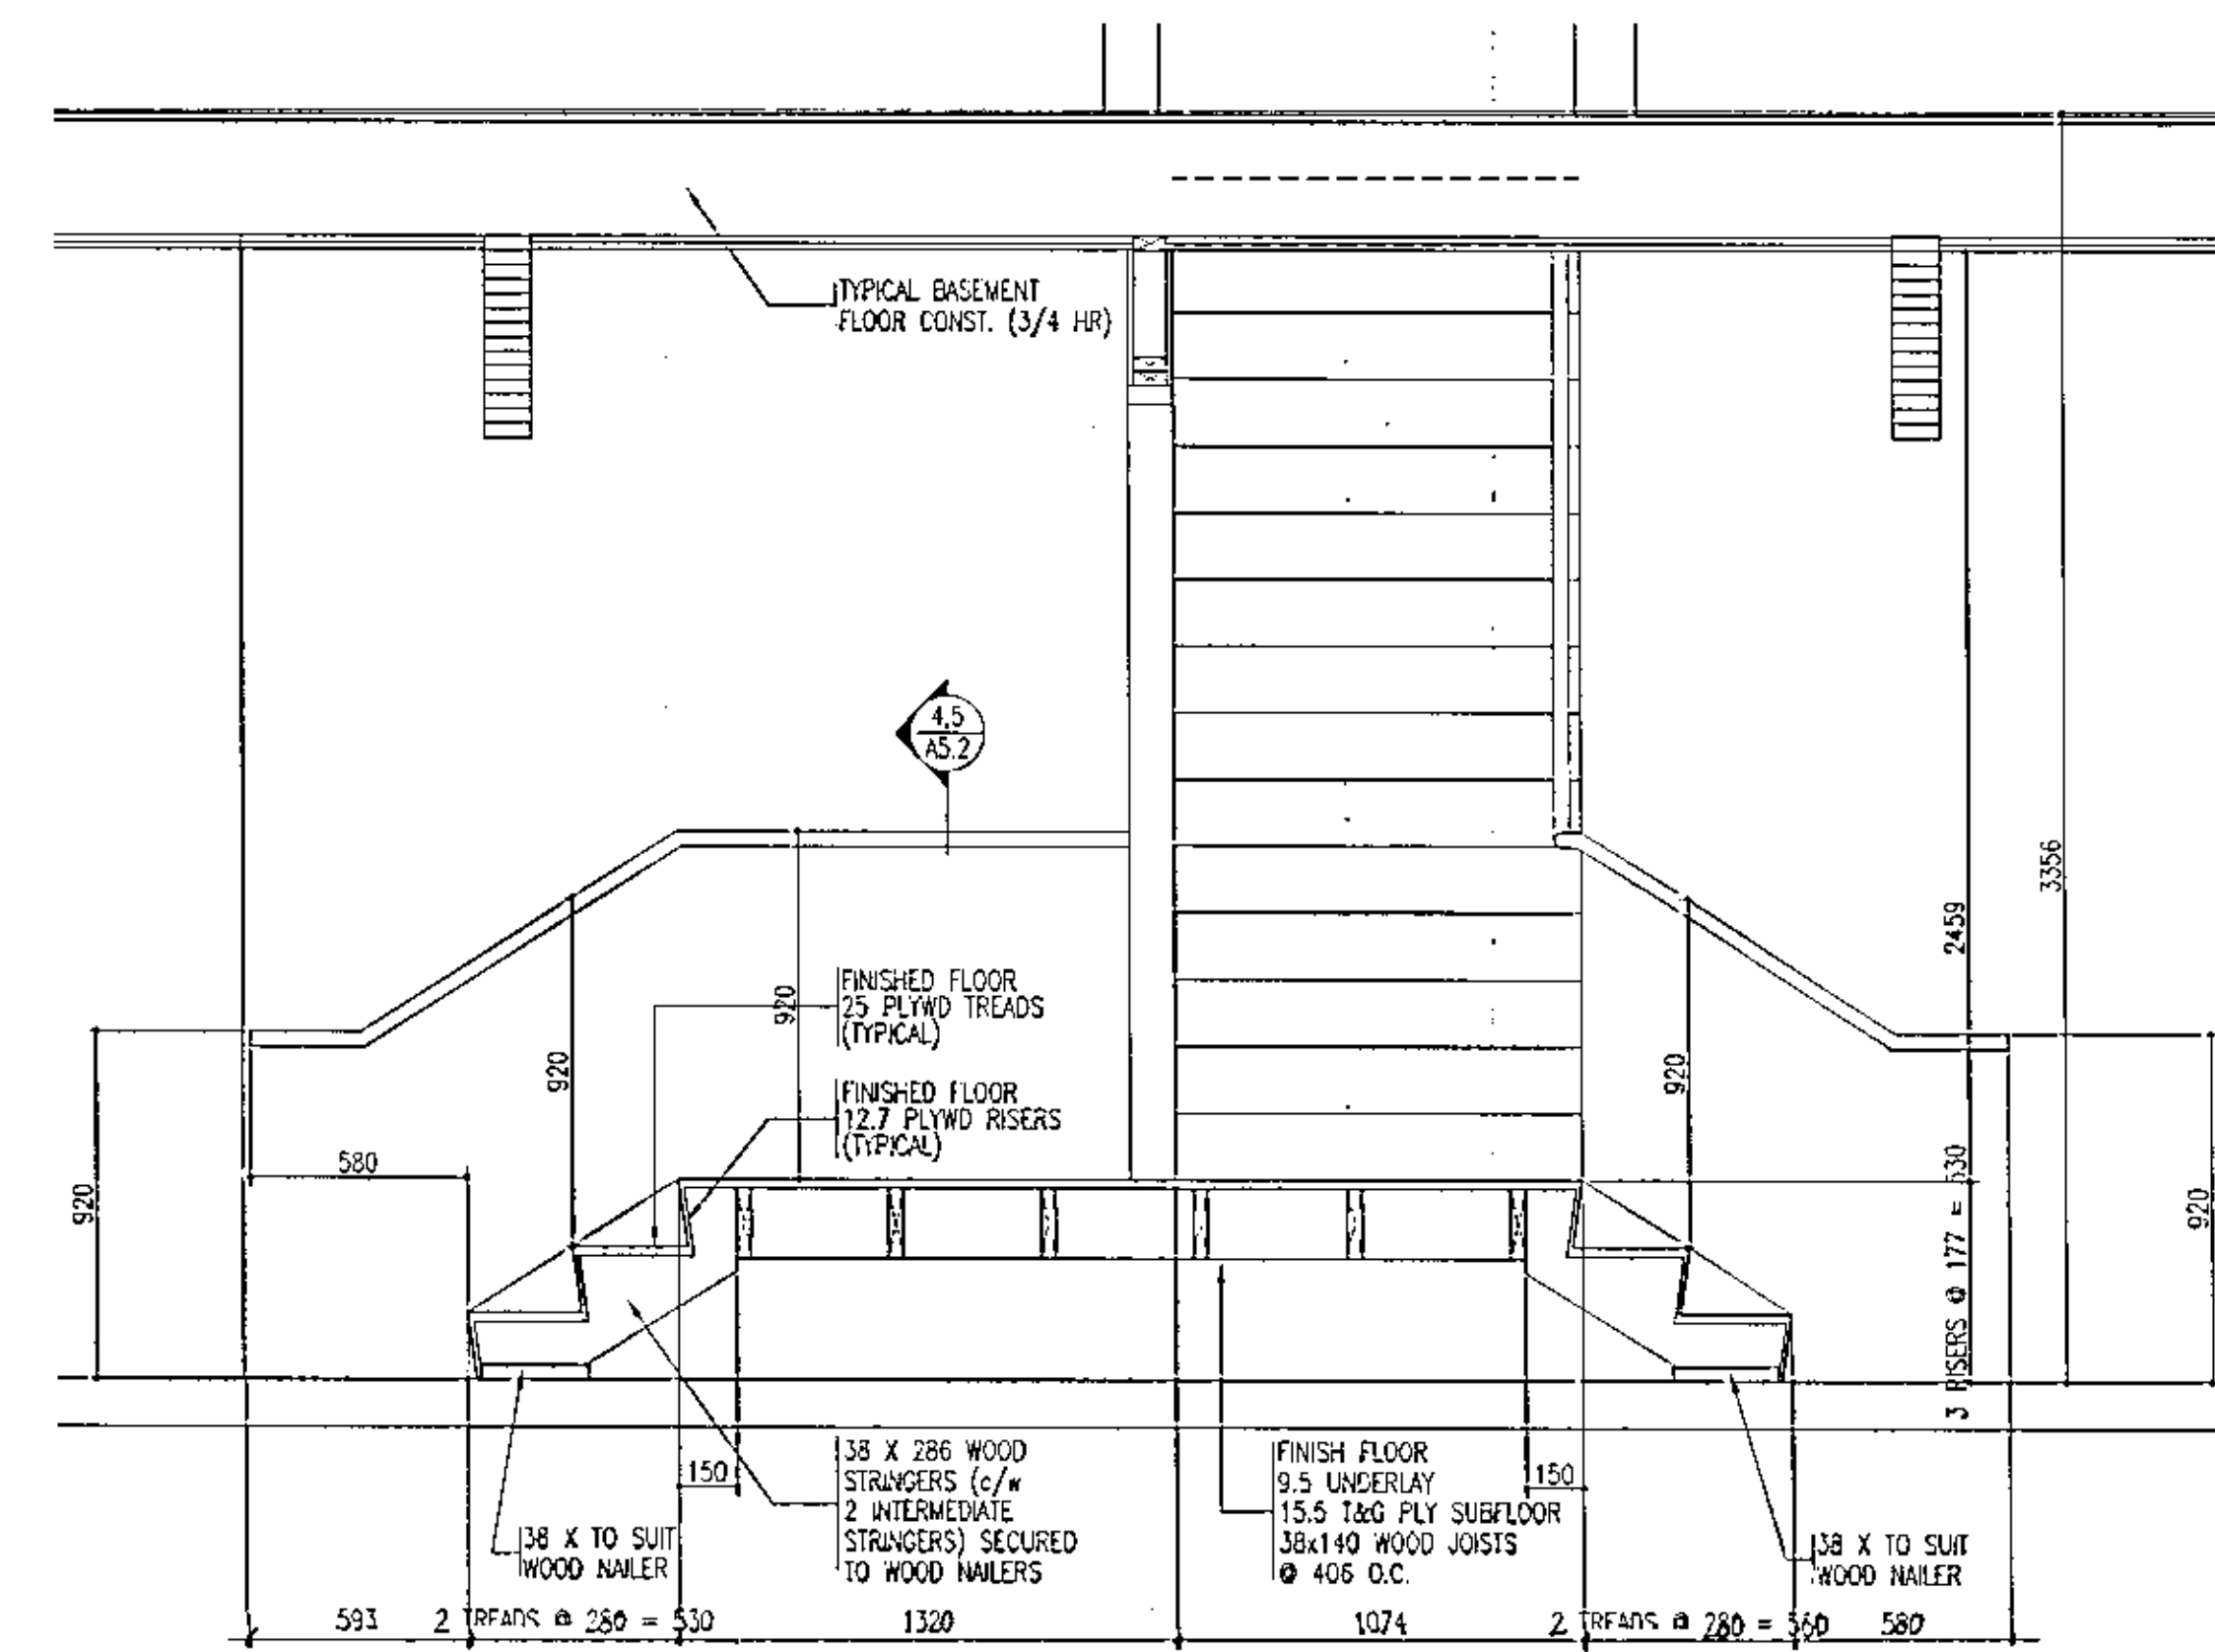 TYPICAL BASEMENT
FLOOR CONST. (3/4 HR)
4.5
A5.2
3356
2459
920
FINISHED FLOOR
25 PLYWD TREADS
(TYPICAL)
920
920
FINISHED FLOOR
12.7 PLYWD RISERS
(TYPICAL)
580
920
920
3 RISERS @ 177 = 530
150
38 X 286 WOOD
STRINGERS (c/w
2 INTERMEDIATE
STRINGERS) SECURED
TO WOOD NAILERS
FINISH FLOOR
9.5 UNDERLAY
15.5 T&G PLY SUBFLOOR
38x140 WOOD JOISTS
@ 406 O.C.
150
38 X TO SUIT
WOOD NAILER
38 X TO SUIT
WOOD NAILER
593 2 TREADS @ 280 = 530 1320 1074 2 TREADS @ 280 = 560 580